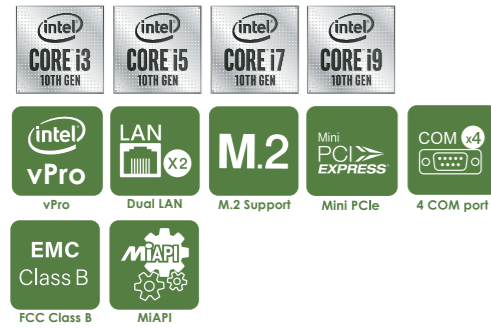 intel
CORE i3
10TH GEN
intel
CORE i5
10TH GEN
intel
CORE i7
10TH GEN
intel
CORE i9
10TH GEN
intel
vPro
vPro
LAN
X2
Dual LAN
M.2
M.2 Support
Mini
PCI
EXPRESS
Mini PCIe
COM x4
4 COM port
EMC
Class B
FCC Class B
MiAPI
MiAPI